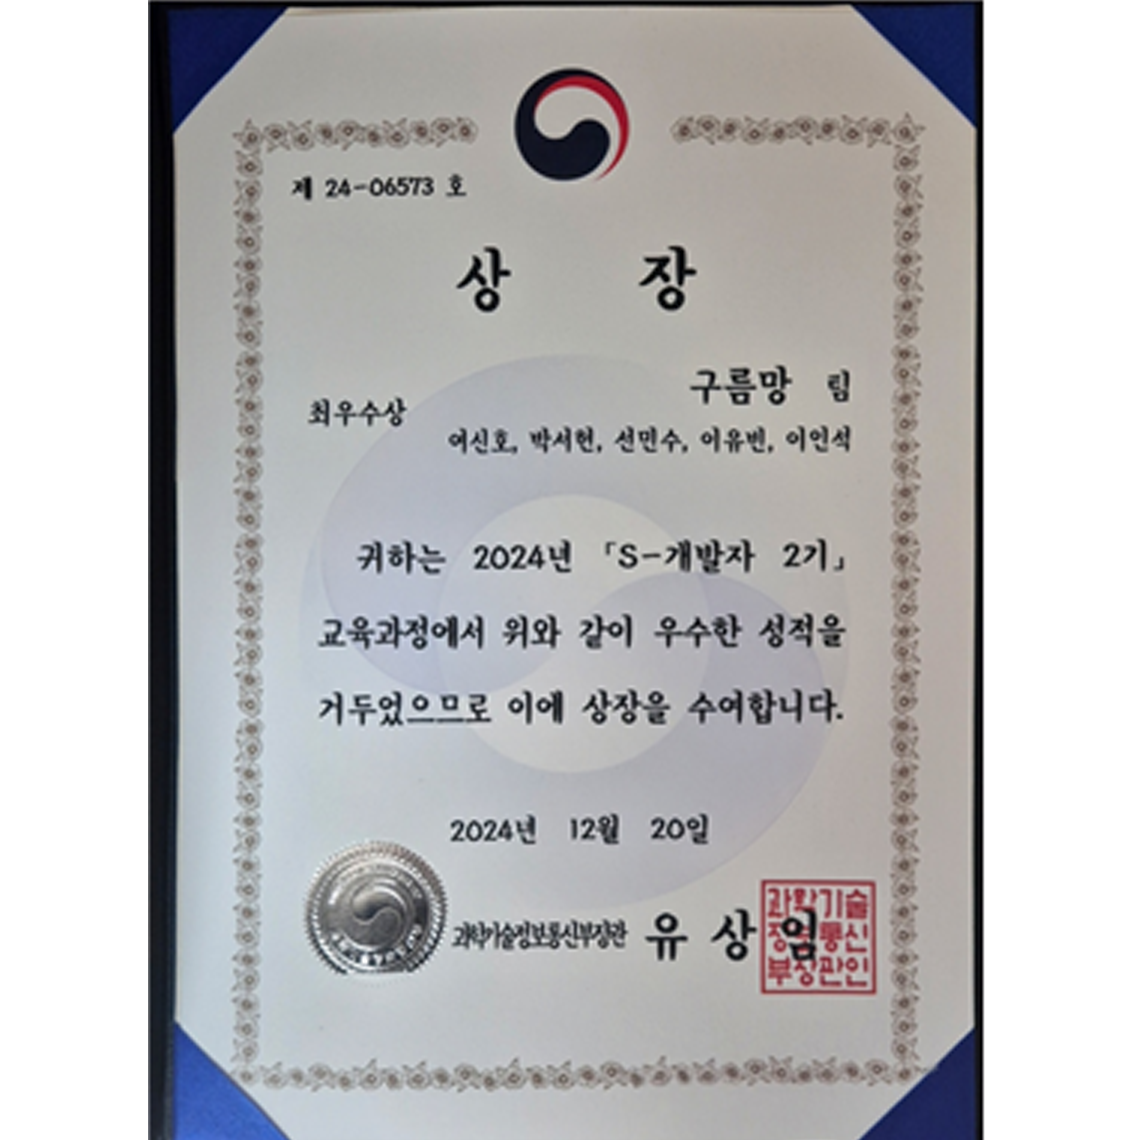 제 24-06573 호
상 장
구름망 팀
최우수상
여신호, 박서현, 선민수, 이유빈, 이인석
귀하는 2024년 「S-개발자 2기」
교육과정에서 위와 같이 우수한 성적을
거두었으므로 이에 상장을 수여합니다.
2024년 12월 20일
과학기술정보통신부장관 유 상 임
과학기술
정보통신
부장관인